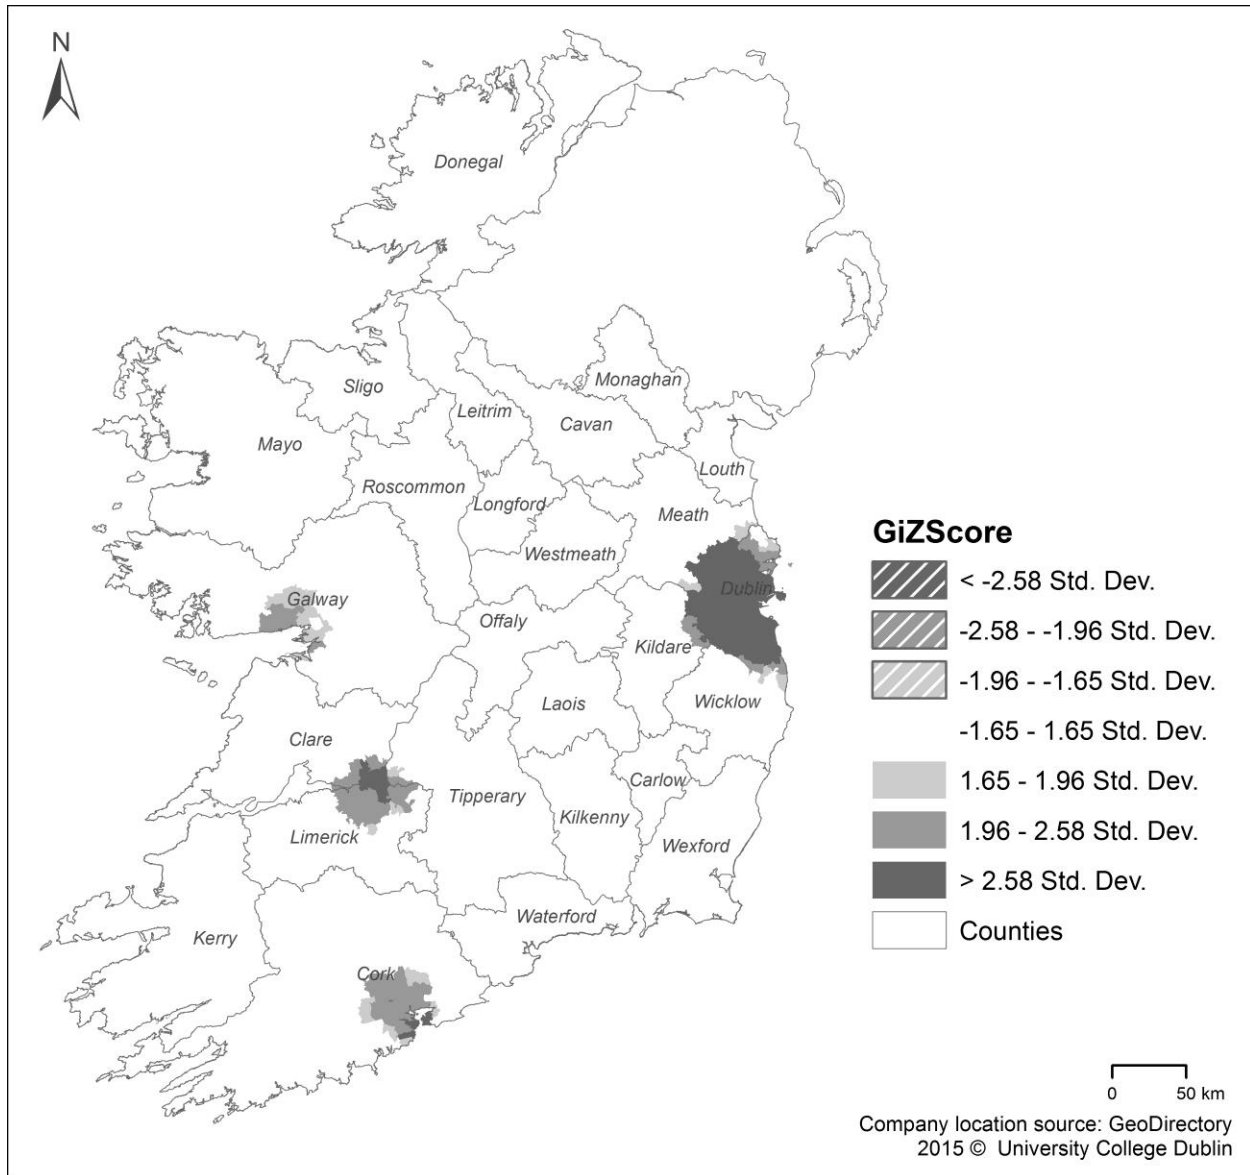 N
Donegal
Monaghan
Sligo
Leitrim
Cavan
Mayo
Louth
Roscommon
Longford
Meath
Westmeath
Dublin
Galway
Offaly
Kildare
Laois
Wicklow
Clare
Carlow
Tipperary
Kilkenny
Limerick
Wexford
Waterford
Kerry
Cork
GiZScore
< -2.58 Std. Dev.
-2.58 - -1.96 Std. Dev.
-1.96 - -1.65 Std. Dev.
-1.65 - 1.65 Std. Dev.
1.65 - 1.96 Std. Dev.
1.96 - 2.58 Std. Dev.
> 2.58 Std. Dev.
Counties
0 50 km
Company location source: GeoDirectory
2015 © University College Dublin